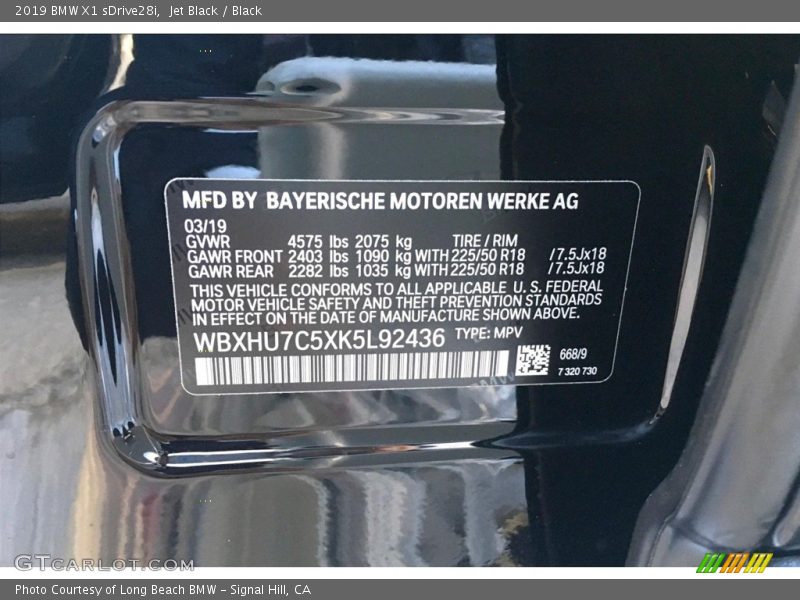 2019 BMW X1 sDrive28i,  Jet Black / Black
MFD BY BAYERISCHE MOTOREN WERKE AG
03/19
GVWR 4575 lbs 2075 kg TIRE / RIM
GAWR FRONT 2403 lbs 1090 kg WITH 225/50 R18 /7.5Jx18
GAWR REAR 2282 lbs 1035 kg WITH 225/50 R18 /7.5Jx18
THIS VEHICLE CONFORMS TO ALL APPLICABLE U. S. FEDERAL
MOTOR VEHICLE SAFETY AND THEFT PREVENTION STANDARDS
IN EFFECT ON THE DATE OF MANUFACTURE SHOWN ABOVE.
WBXHU7C5XK5L92436 TYPE: MPV
668/9
7 320 730
GTCarLot.com
Photo Courtesy of Long Beach BMW - Signal Hill, CA